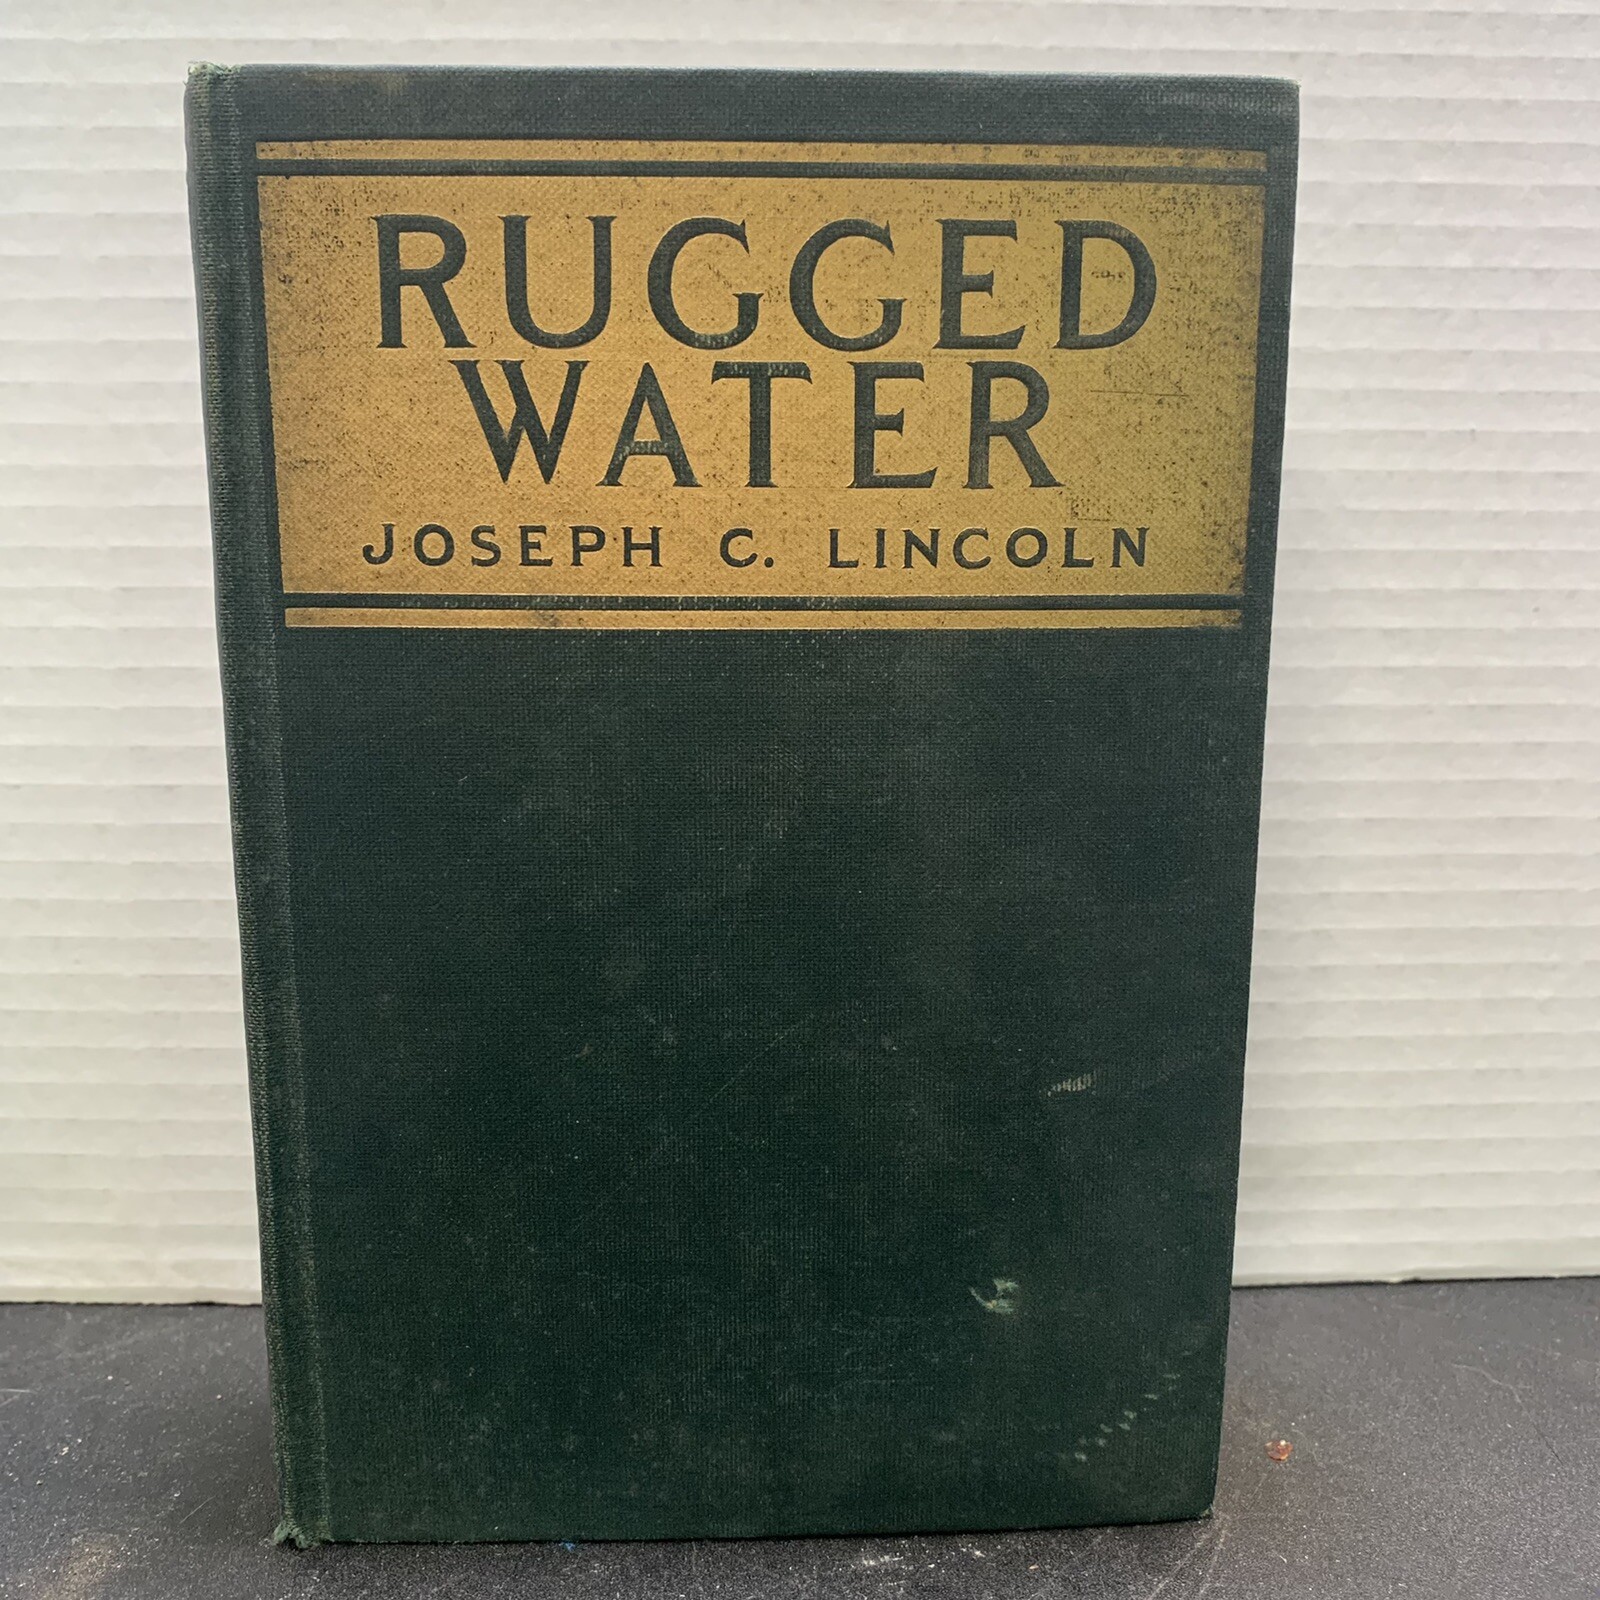 RUGGED
WATER
JOSEPH C. LINCOLN